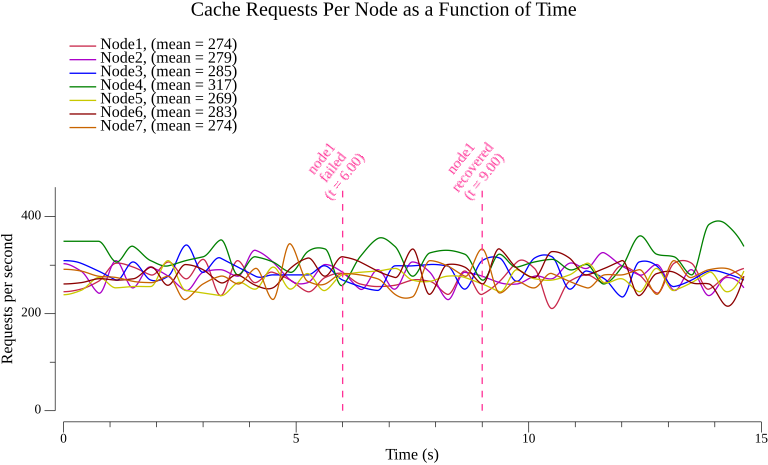 Cache Requests Per Node as a Function of Time
Node1, (mean = 274)
Node2, (mean = 279)
Node3, (mean = 285)
Node4, (mean = 317)
Node5, (mean = 269)
Node6, (mean = 283)
Node7, (mean = 274)
node1
failed
(t = 6.00)
node1
recovered
(t = 9.00)
Requests per second
400
200
0
0 5 10 15
Time (s)